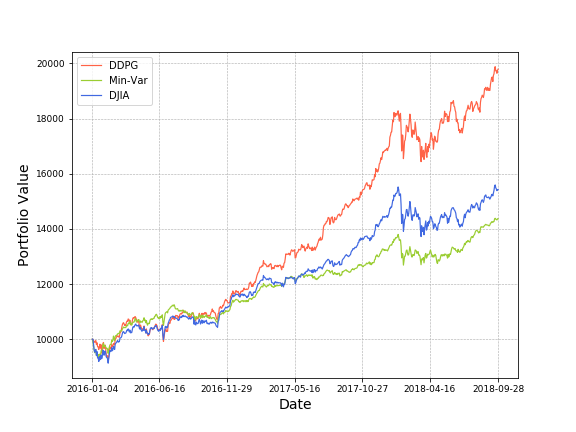 DDPG
Min-Var
DJIA
20000
18000
16000
14000
12000
10000
Portfolio Value
2016-01-04
2016-06-16
2016-11-29
2017-05-16
2017-10-27
2018-04-16
2018-09-28
Date